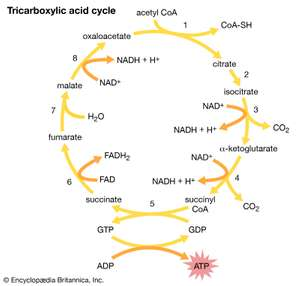 Tricarboxylic acid cycle
acetyl CoA
1
CoA-SH
oxaloacetate
citrate
2
isocitrate
NAD⁺
3
NADH + H⁺
CO₂
α-ketoglutarate
NAD⁺
4
NADH + H⁺
CO₂
succinyl
CoA
5
GTP
GDP
ADP
ATP
succinate
6
FAD
FADH₂
fumarate
7
H₂O
malate
8
NAD⁺
NADH + H⁺
© Encyclopædia Britannica, Inc.